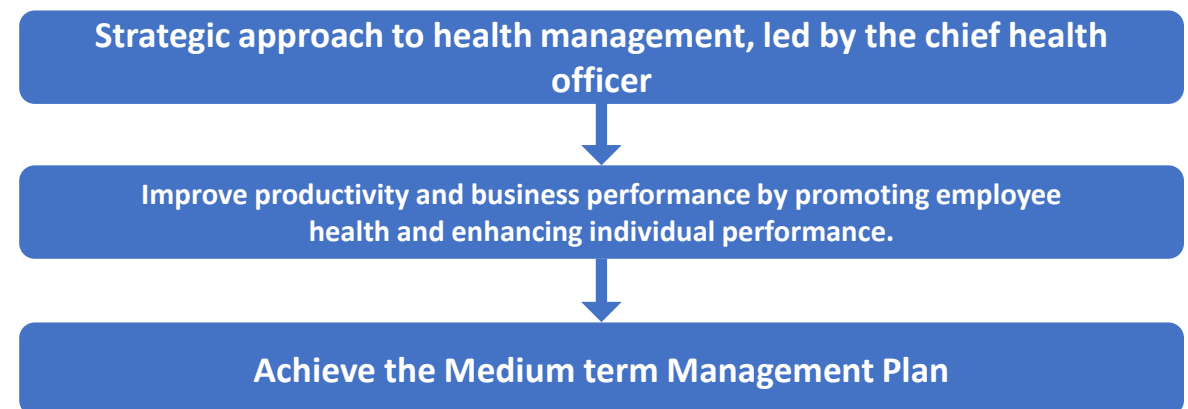 Strategic approach to health management, led by the chief health
officer
Improve productivity and business performance by promoting employee
health and enhancing individual performance.
Achieve the Medium term Management Plan